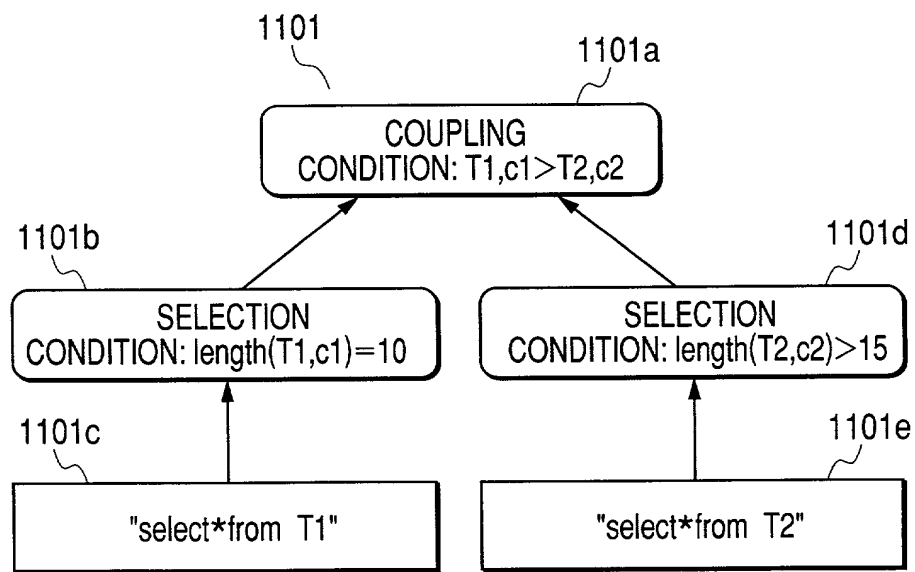 1101
1101a
COUPLING
CONDITION: T1,c1>T2,c2
1101b
1101d
SELECTION
CONDITION: length(T1,c1)=10
SELECTION
CONDITION: length(T2,c2)>15
1101c
1101e
"select*from T1"
"select*from T2"